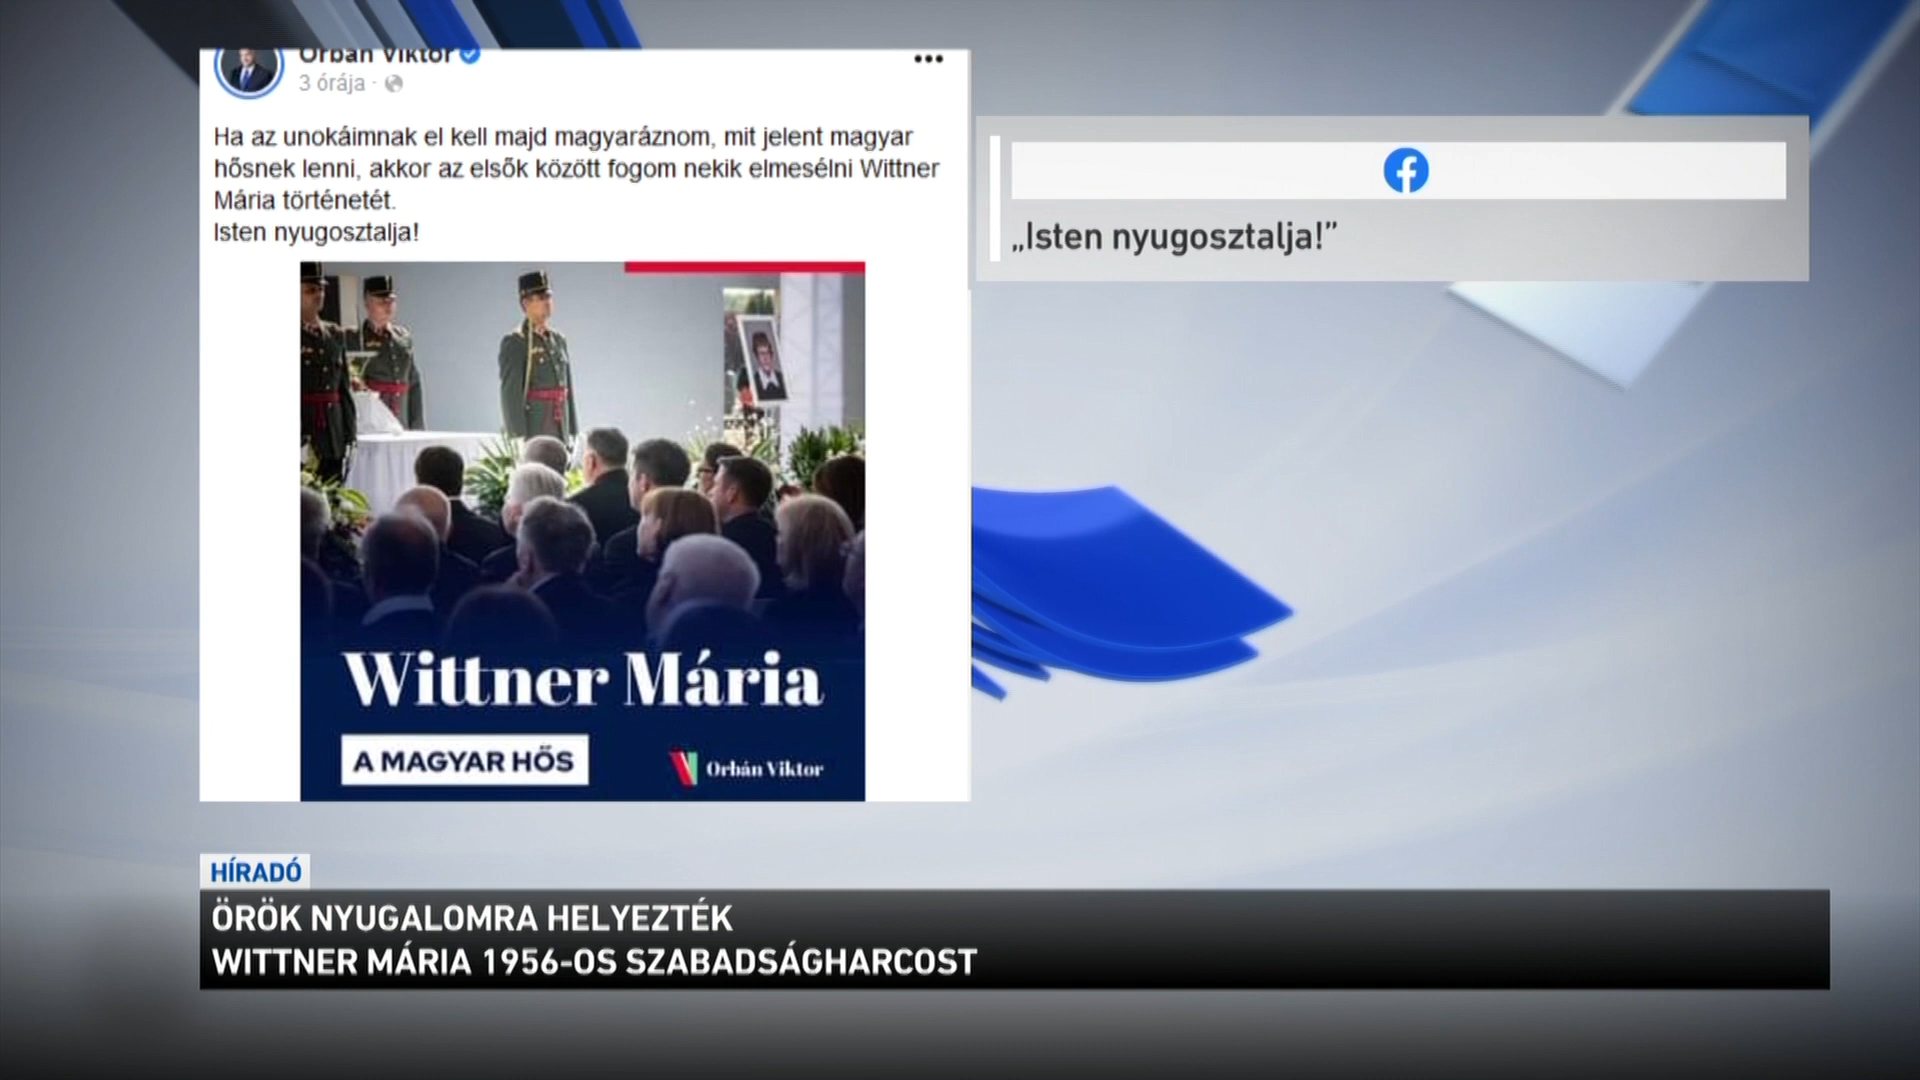 Orbán Viktor
3 órája ·
Ha az unokáimnak el kell majd magyaráznom, mit jelent magyar
hősnek lenni, akkor az elsők között fogom nekik elmesélni Wittner
Mária történetét.
Isten nyugosztalja!
Wittner Mária
A MAGYAR HŐS
Orbán Viktor
„Isten nyugosztalja!”
HÍRADÓ
ÖRÖK NYUGALOMRA HELYEZTÉK
WITTNER MÁRIA 1956-OS SZABADSÁGHARCOST